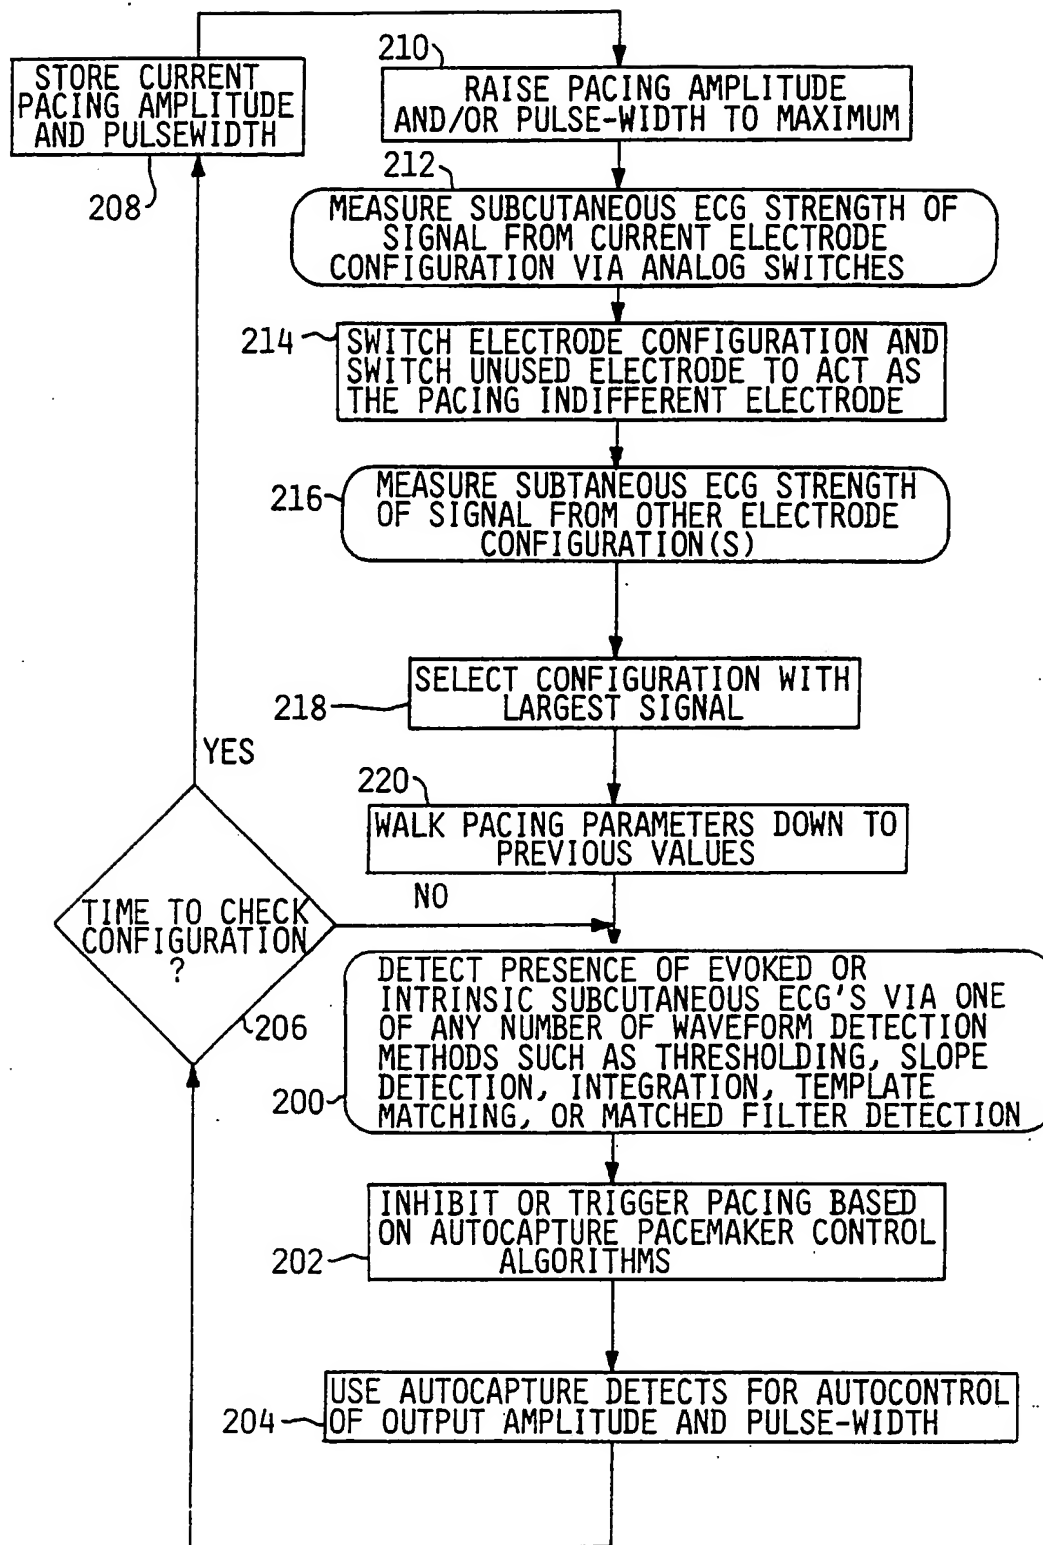 210
STORE CURRENT
PACING AMPLITUDE
AND PULSEWIDTH
208
RAISE PACING AMPLITUDE
AND/OR PULSE-WIDTH TO MAXIMUM
212
MEASURE SUBCUTANEOUS ECG STRENGTH OF
SIGNAL FROM CURRENT ELECTRODE
CONFIGURATION VIA ANALOG SWITCHES
214
SWITCH ELECTRODE CONFIGURATION AND
SWITCH UNUSED ELECTRODE TO ACT AS
THE PACING INDIFFERENT ELECTRODE
216
MEASURE SUBTANEOUS ECG STRENGTH
OF SIGNAL FROM OTHER ELECTRODE
CONFIGURATION(S)
218
SELECT CONFIGURATION WITH
LARGEST SIGNAL
YES
220
WALK PACING PARAMETERS DOWN TO
PREVIOUS VALUES
NO
TIME TO CHECK
CONFIGURATION
?
206
DETECT PRESENCE OF EVOKED OR
INTRINSIC SUBCUTANEOUS ECG'S VIA ONE
OF ANY NUMBER OF WAVEFORM DETECTION
METHODS SUCH AS THRESHOLDING, SLOPE
DETECTION, INTEGRATION, TEMPLATE
MATCHING, OR MATCHED FILTER DETECTION
200
INHIBIT OR TRIGGER PACING BASED
ON AUTOCAPTURE PACEMAKER CONTROL
ALGORITHMS
202
USE AUTOCAPTURE DETECTS FOR AUTOCONTROL
OF OUTPUT AMPLITUDE AND PULSE-WIDTH
204